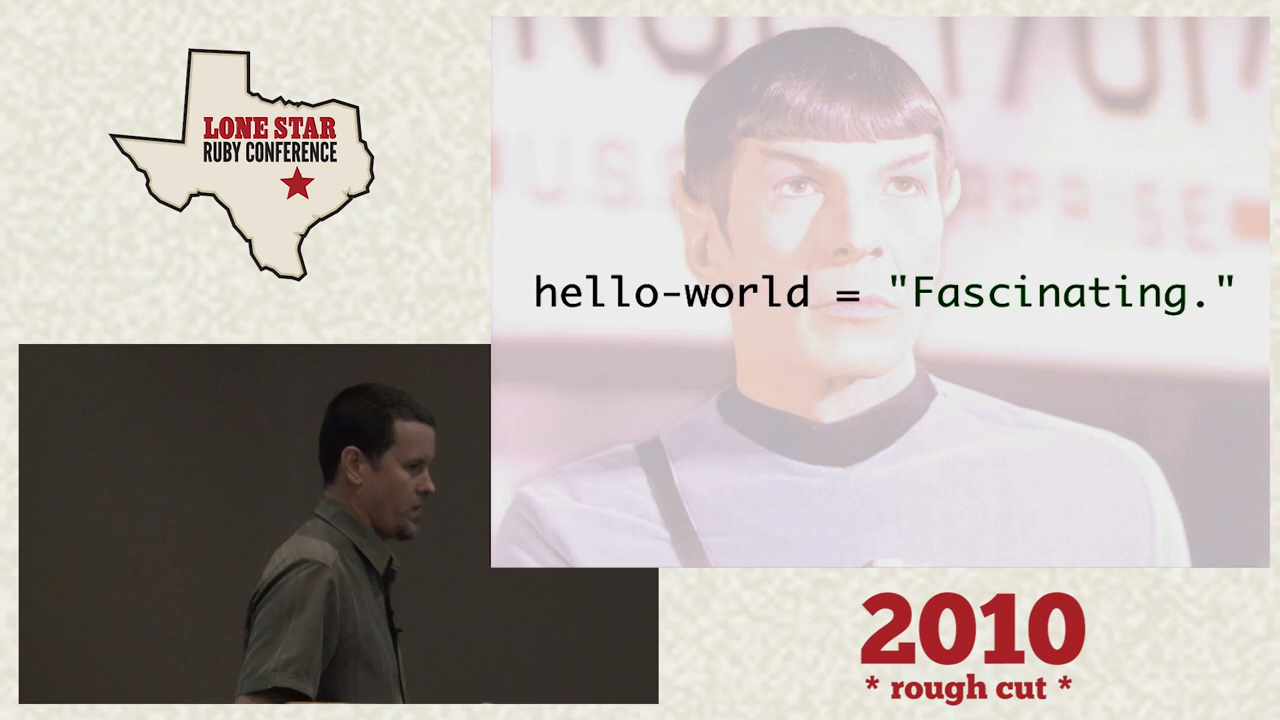 LONE STAR
RUBY CONFERENCE
hello-world = "Fascinating."
2010
* rough cut *